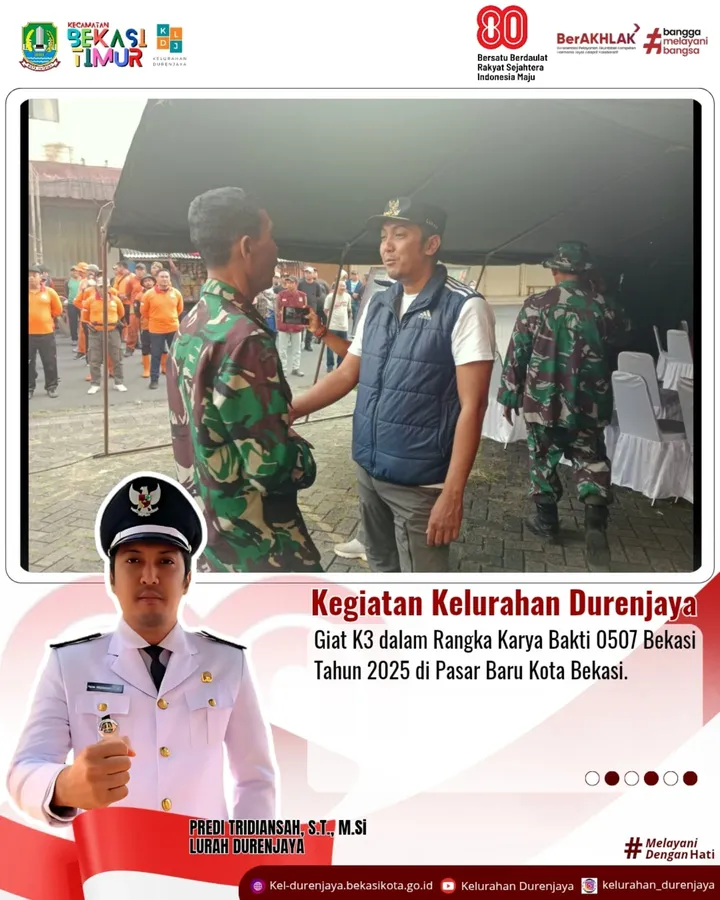 KECAMATAN
BEKASI
TIMUR
K L
D J
KELURAHAN
DURENJAYA
80
Bersatu Berdaulat
Rakyat Sejahtera
Indonesia Maju
BerAKHLAK
#bangga
melayani
bangsa
adidas
Kegiatan Kelurahan Durenjaya
Giat K3 dalam Rangka Karya Bakti 0507 Bekasi
Tahun 2025 di Pasar Baru Kota Bekasi.
PREDI TRIDIANSAH, S.T., M.Si
LURAH DURENJAYA
#Melayani
Dengan Hati
Kel-durenjaya.bekasikota.go.id Kelurahan Durenjaya kelurahan_durenjaya